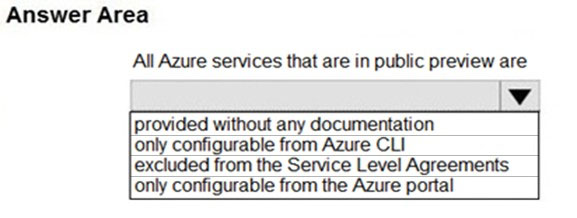 Answer Area
All Azure services that are in public preview are
provided without any documentation
only configurable from Azure CLI
excluded from the Service Level Agreements
only configurable from the Azure portal